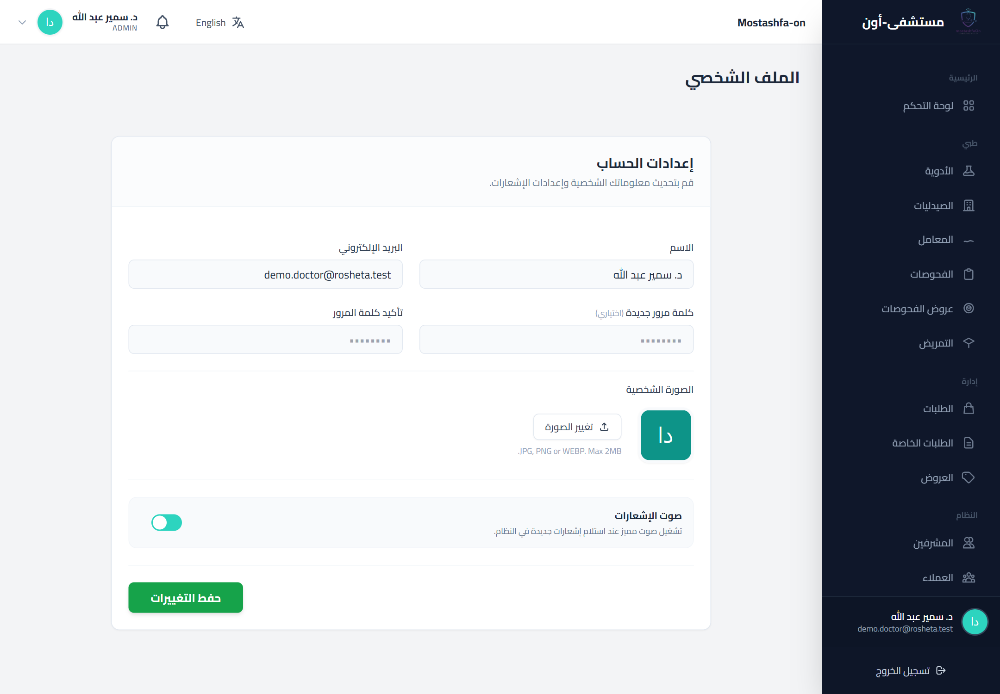 مستشفى-أون
Mostashfa-on
English
د. سمير عبد الله
ADMIN
دا
الرئيسية
لوحة التحكم
طبي
الأدوية
الصيدليات
المعامل
الفحوصات
عروض الفحوصات
التمريض
إدارة
الطلبات
الطلبات الخاصة
العروض
النظام
المشرفين
العملاء
د. سمير عبد الله
demo.doctor@rosheta.test
دا
تسجيل الخروج
الملف الشخصي
إعدادات الحساب
قم بتحديث معلوماتك الشخصية وإعدادات الإشعارات.
الاسم
د. سمير عبد الله
البريد الإلكتروني
demo.doctor@rosheta.test
كلمة مرور جديدة (اختياري)
تأكيد كلمة المرور
الصورة الشخصية
دا
تغيير الصورة
JPG, PNG or WEBP. Max 2MB.
صوت الإشعارات
تشغيل صوت مميز عند استلام إشعارات جديدة في النظام.
حفظ التغييرات